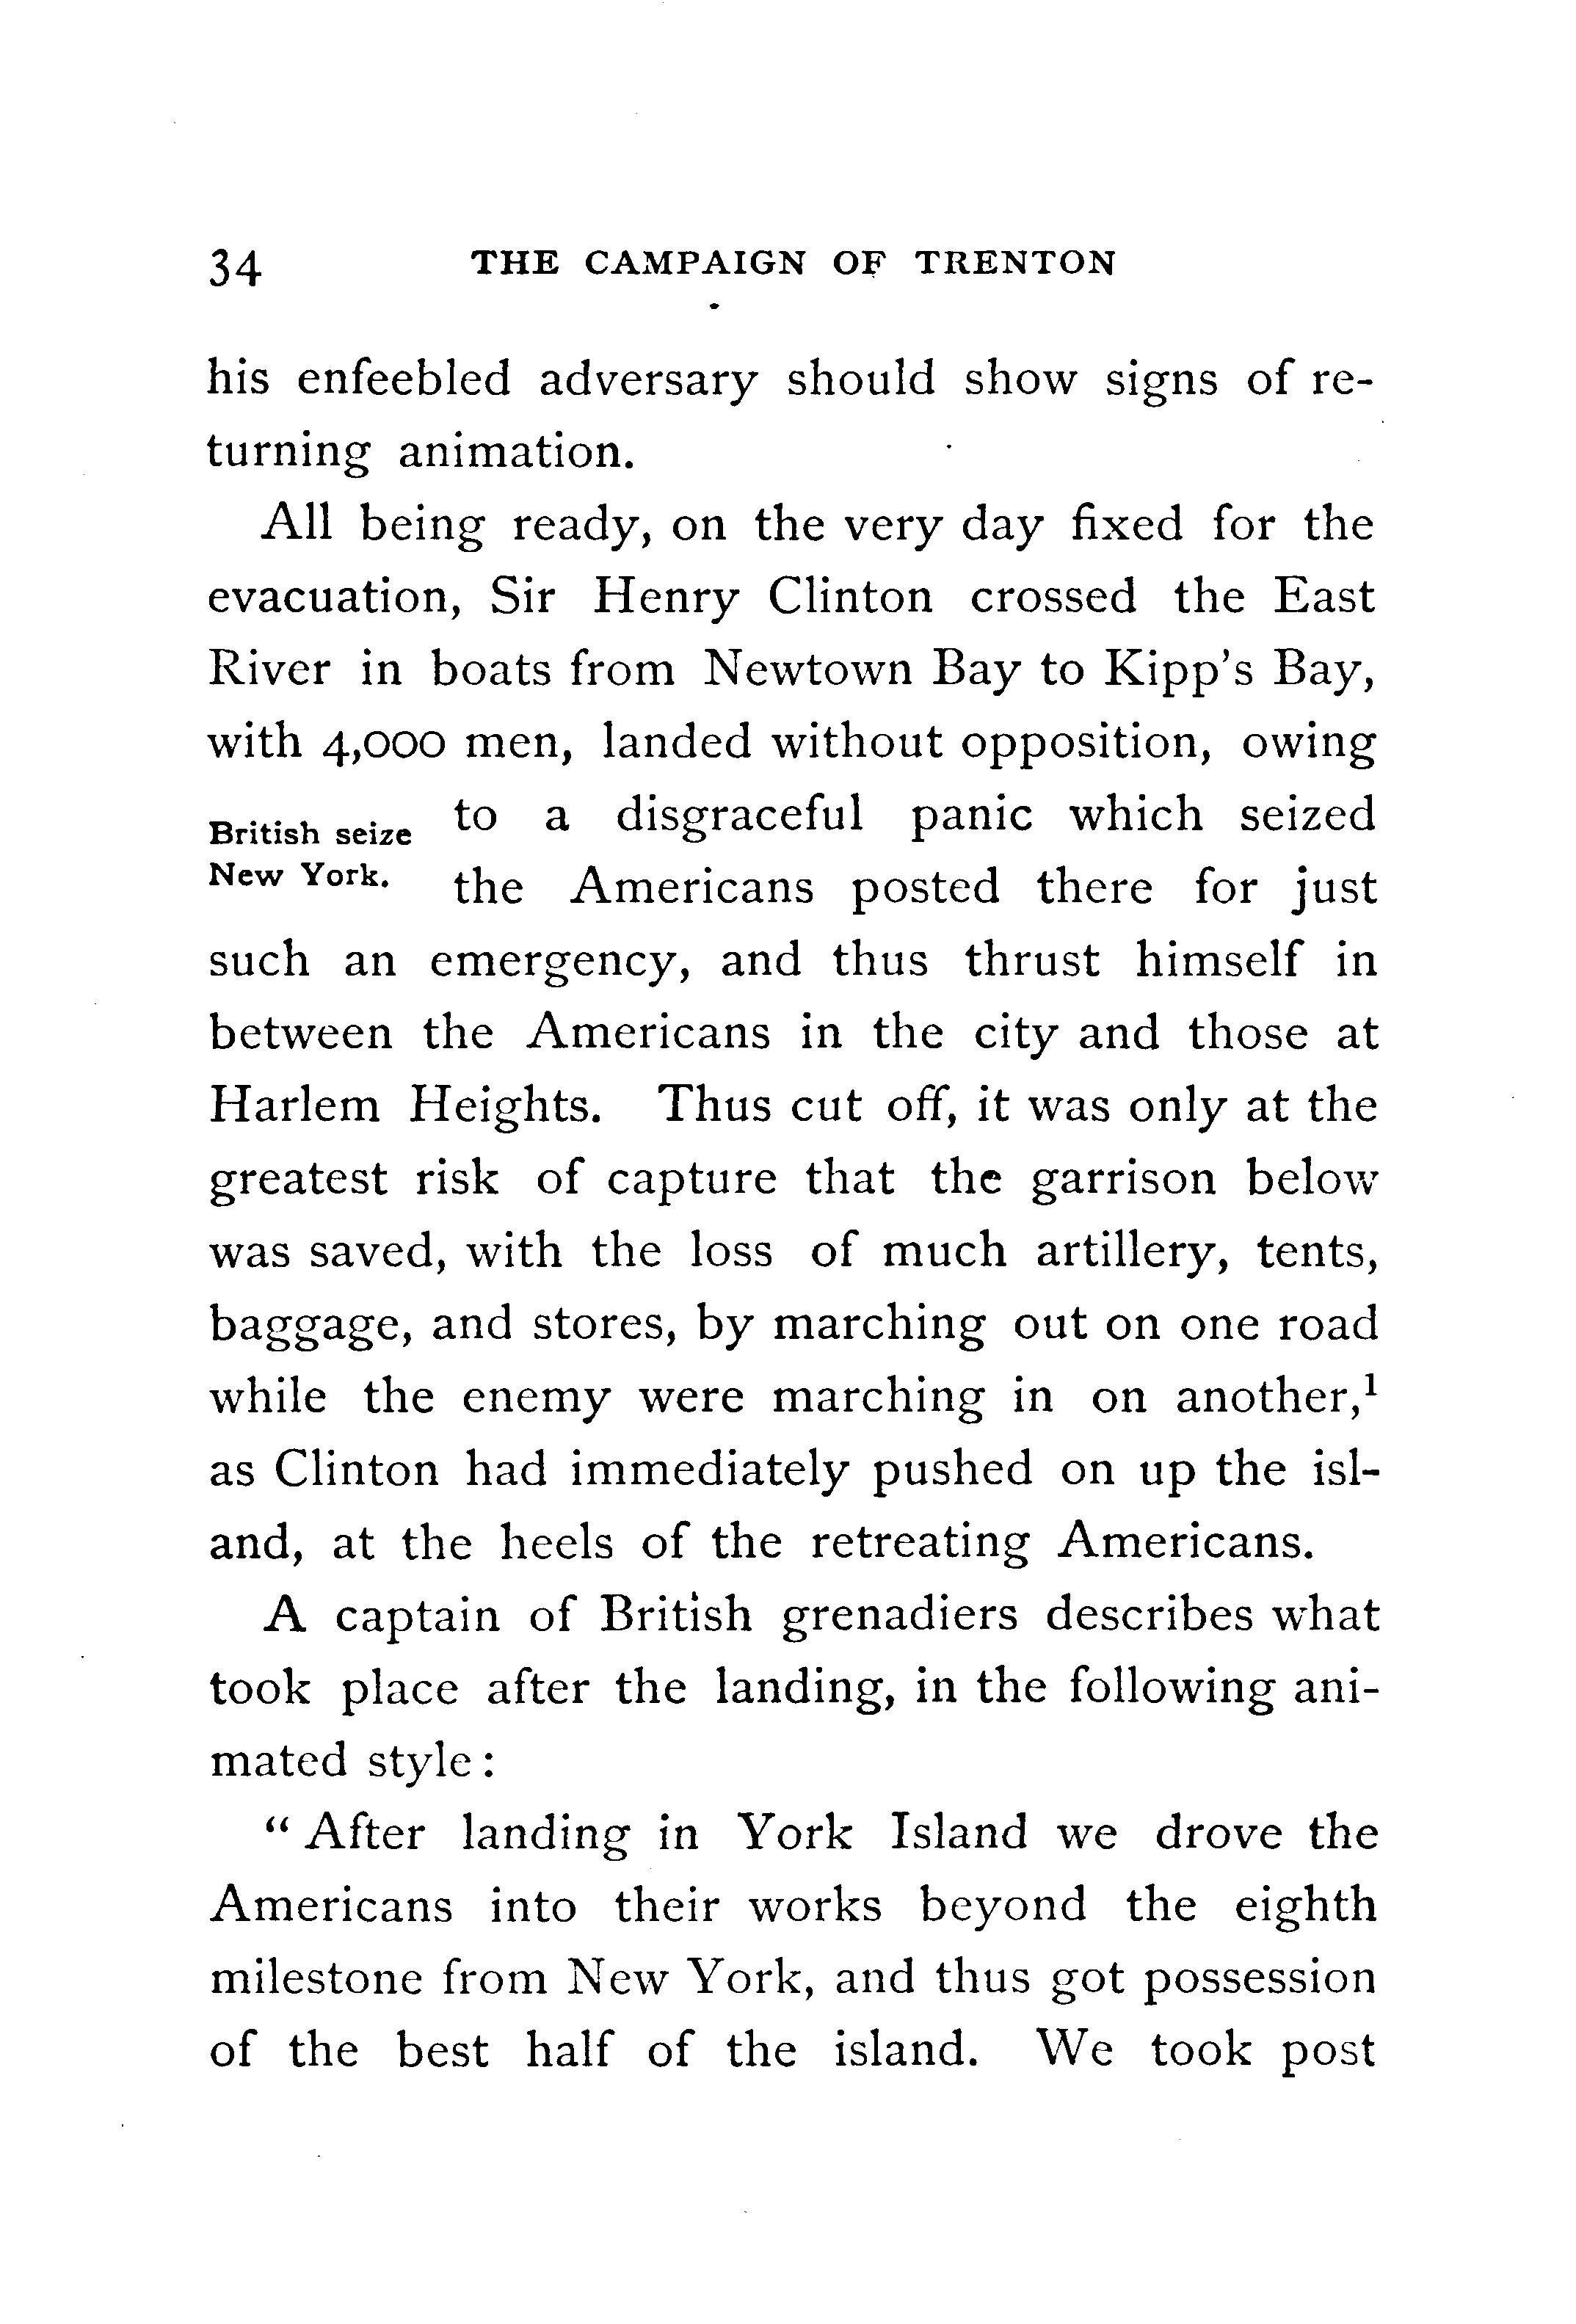 34 THE CAMPAIGN OF TRENTON
his enfeebled adversary should show signs of re-
turning animation.
All being ready, on the very day fixed for the
evacuation, Sir Henry Clinton crossed the East
River in boats from Newtown Bay to Kipp's Bay,
with 4,000 men, landed without opposition, owing
British seize
New York.
to a disgraceful panic which seized
the Americans posted there for just
such an emergency, and thus thrust himself in
between the Americans in the city and those at
Harlem Heights. Thus cut off, it was only at the
greatest risk of capture that the garrison below
was saved, with the loss of much artillery, tents,
baggage, and stores, by marching out on one road
while the enemy were marching in on another,¹
as Clinton had immediately pushed on up the isl-
and, at the heels of the retreating Americans.
A captain of British grenadiers describes what
took place after the landing, in the following ani-
mated style:
“After landing in York Island we drove the
Americans into their works beyond the eighth
milestone from New York, and thus got possession
of the best half of the island. We took post